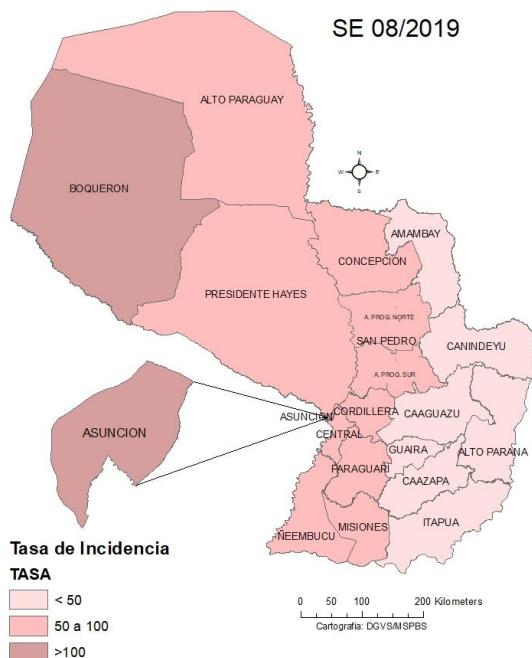 SE 08/2019
ALTO PARAGUAY
N
W E
S
BOQUERON
AMAMBAY
CONCEPCION
PRESIDENTE HAYES
A. PROG. NORTE
SAN PEDRO
CANINDEYU
A. PROG. SUR
ASUNCION
CORDILLERA
CAAGUAZU
ASUNCION
CENTRAL
GUAIRA
ALTO PARANA
PARAGUARI
CAAZAPA
ITAPUA
ÑEEMBUCU
MISIONES
Tasa de Incidencia
TASA
< 50
50 a 100
>100
0 50 100 200 Kilometers
Cartografia: DGVS/MSPBS